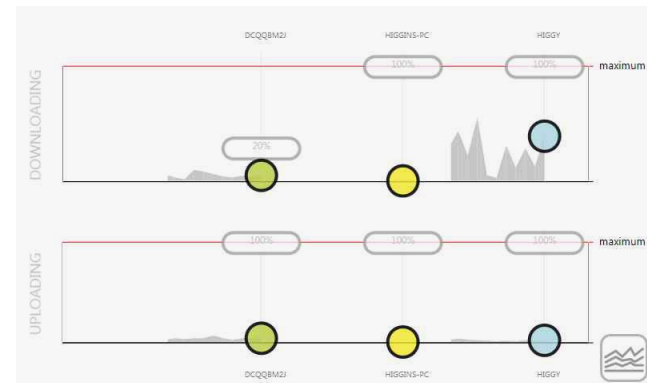 DCQQBM2J HIGGINS-PC HIGGY
100% 100% maximum
DOWNLOADING
20%
100% 100% 100% maximum
UPLOADING
DCQQBM2J HIGGINS-PC HIGGY